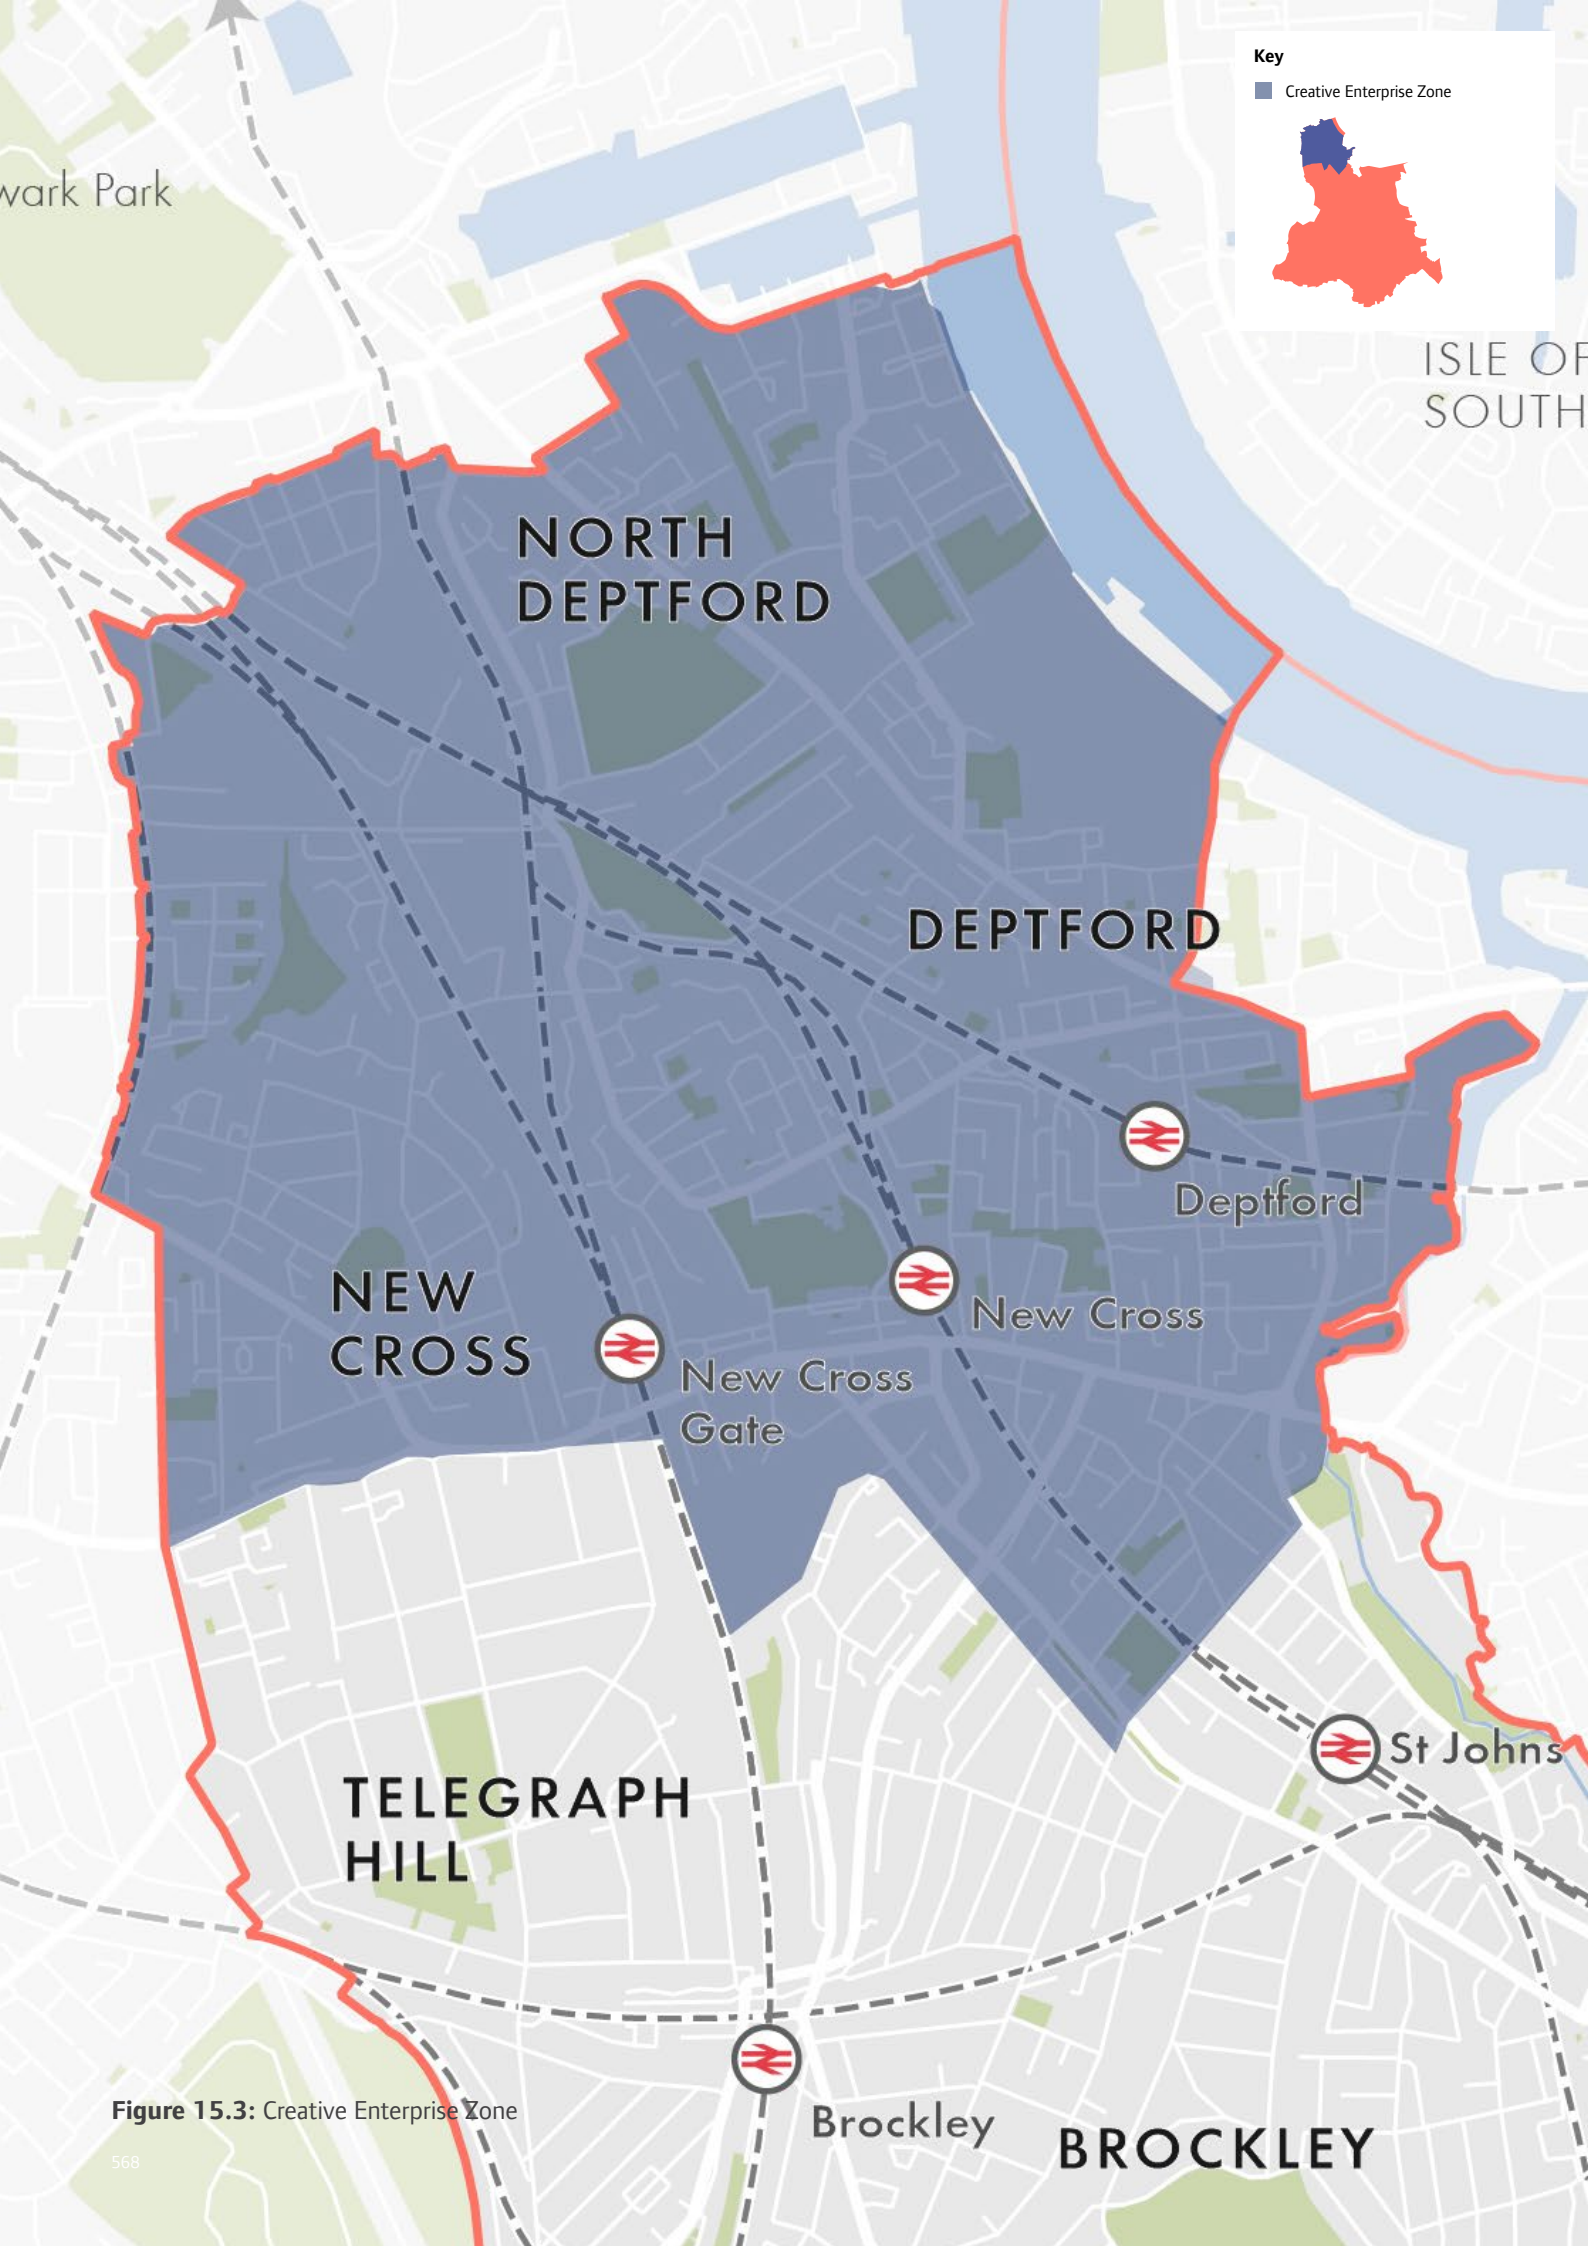 Key
Creative Enterprise Zone
wark Park
ISLE OF
SOUTH
NORTH
DEPTFORD
DEPTFORD
Deptford
NEW
CROSS
New Cross
New Cross
Gate
St Johns
TELEGRAPH
HILL
Figure 15.3: Creative Enterprise Zone
Brockley
BROCKLEY
568